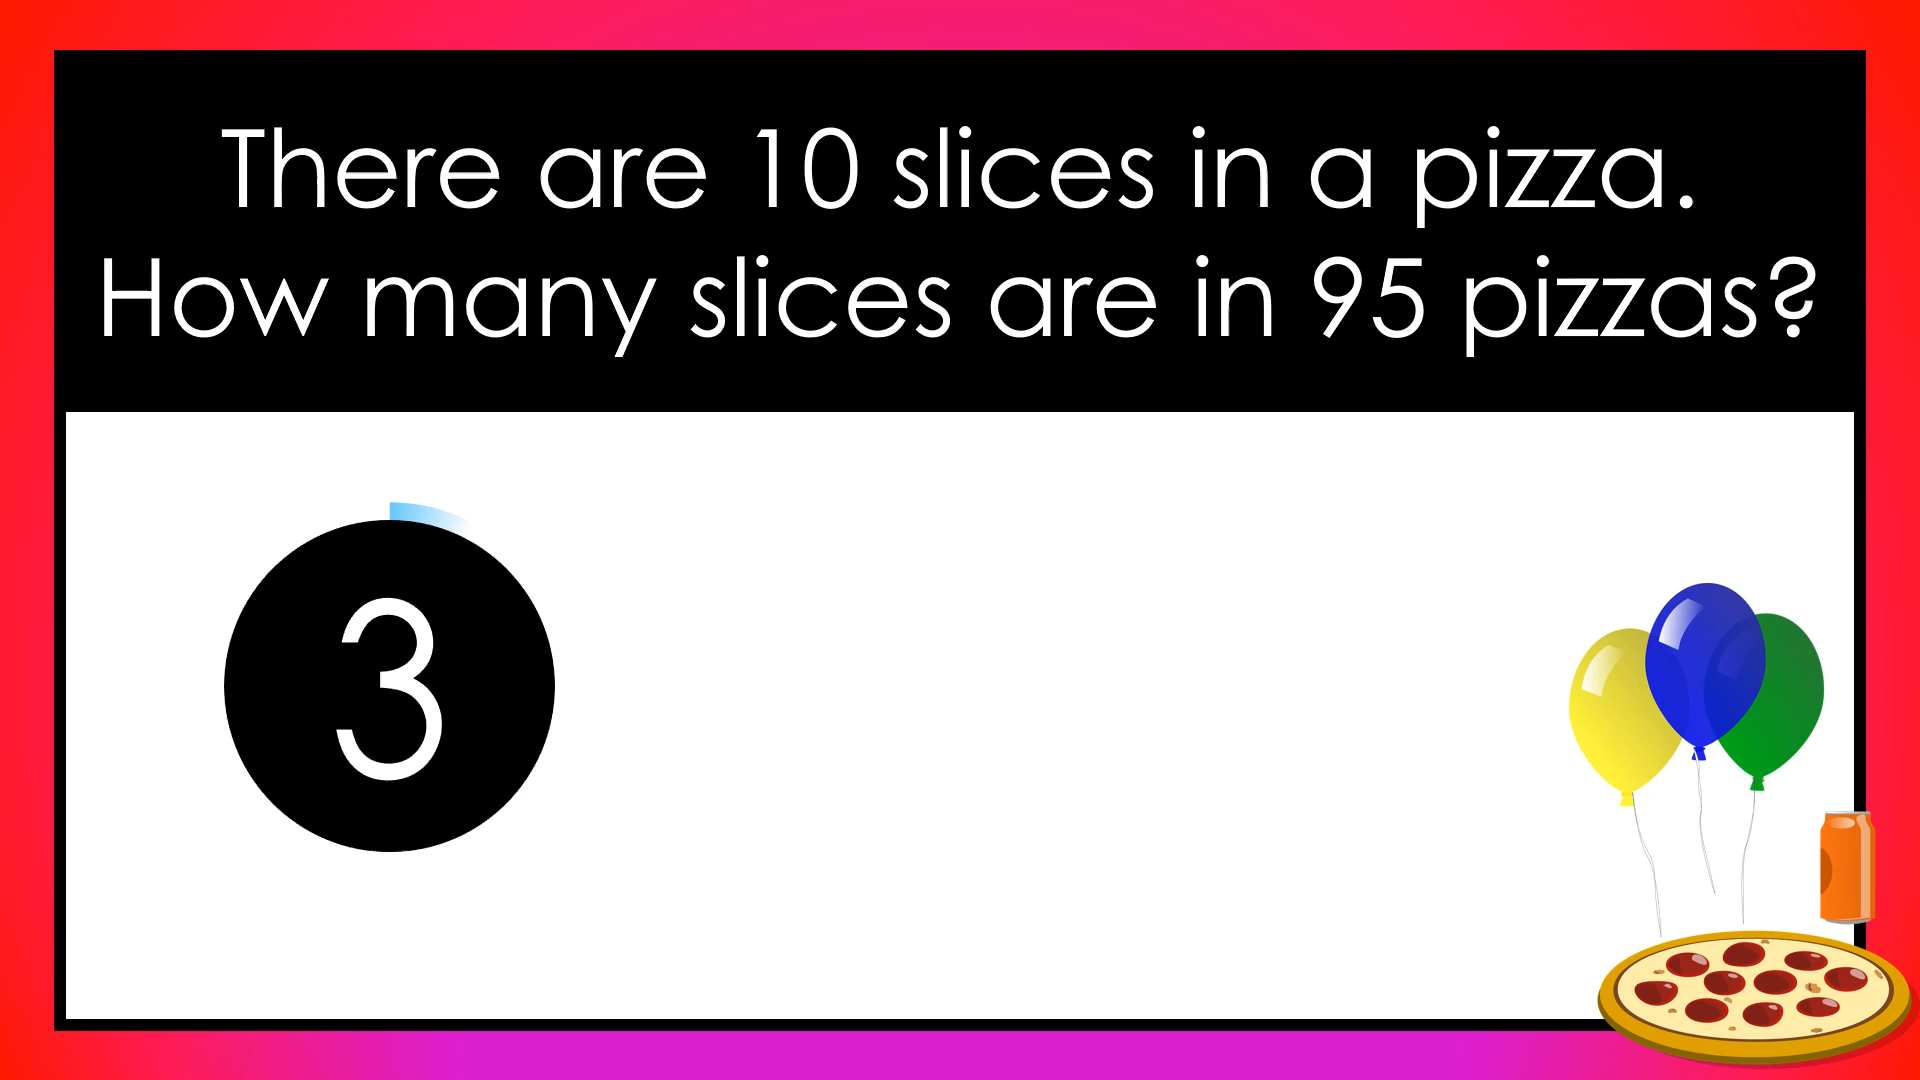 There are 10 slices in a pizza.
How many slices are in 95 pizzas?
3